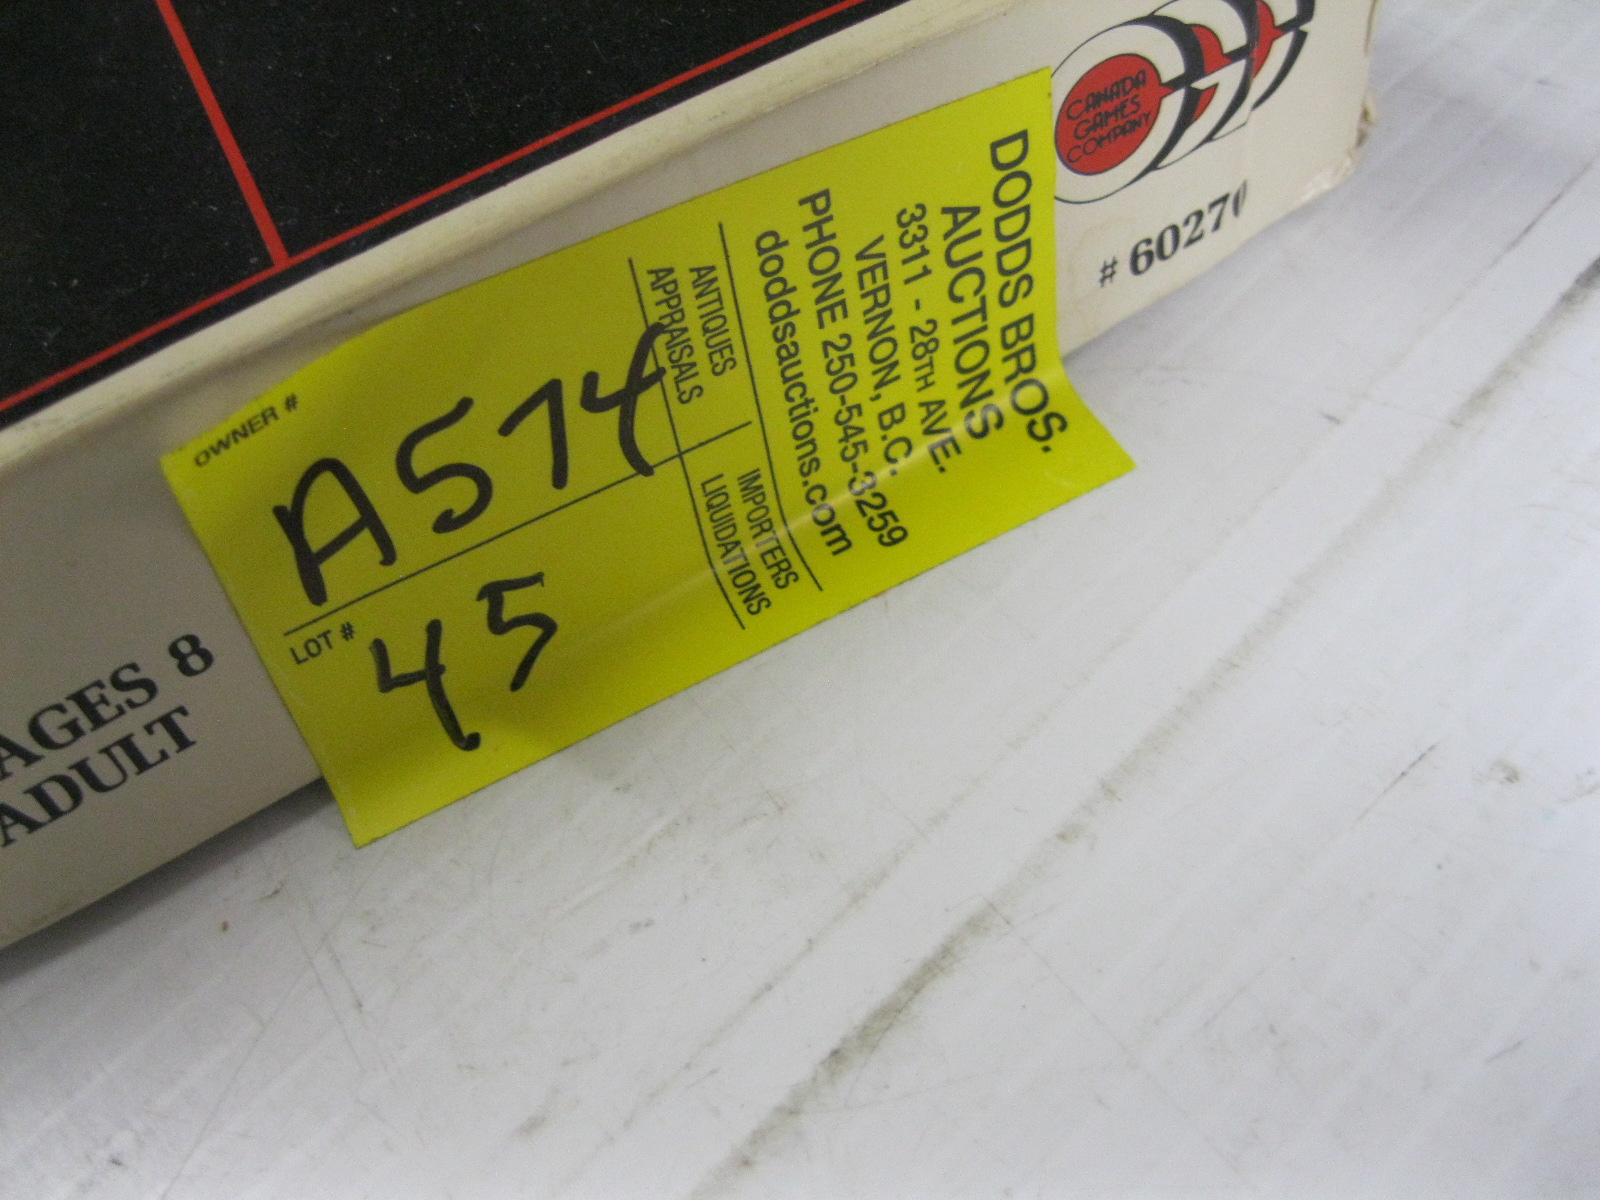 DODDS BROS.
AUCTIONS
3311 - 28TH AVE.
VERNON, B.C.
PHONE 250-545-3259
doddsauctions.com
ANTIQUES
APPRAISALS
IMPORTERS
LIQUIDATIONS
OWNER #
A574
LOT #
45
AGES 8
ADULT
CANADA
GAMES
COMPANY
# 60270